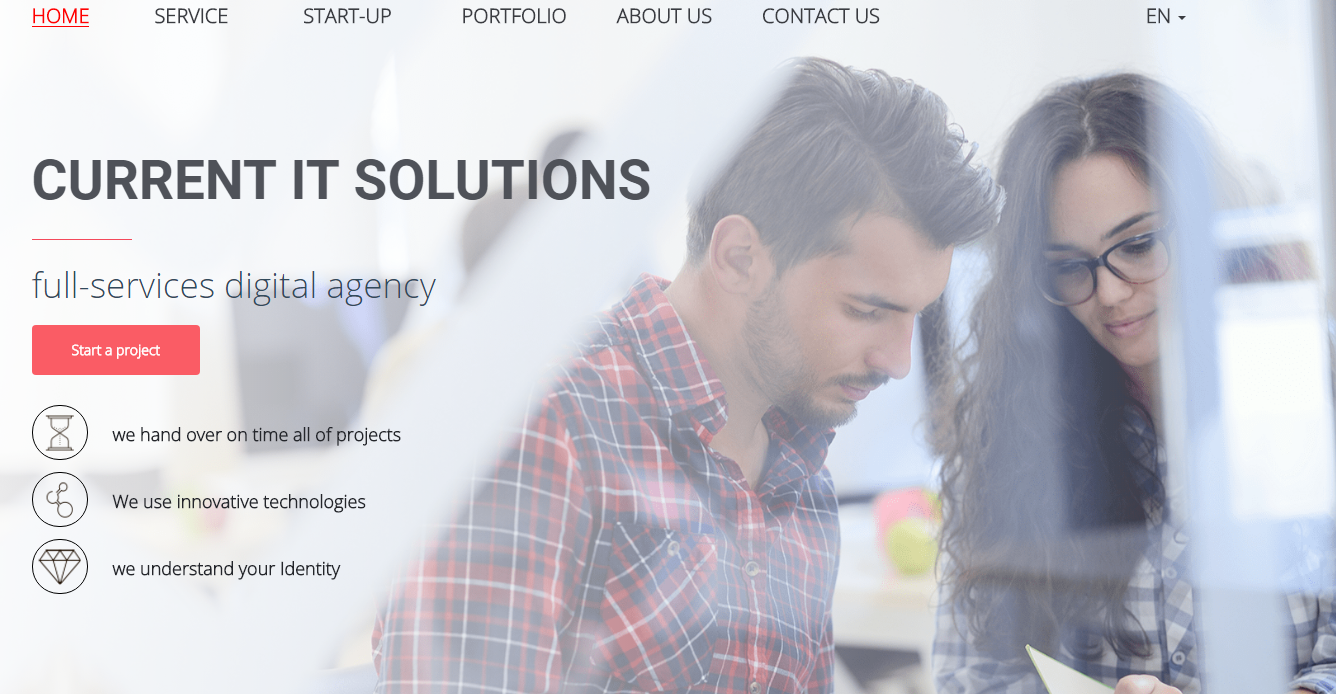 HOME SERVICE START-UP PORTFOLIO ABOUT US CONTACT US EN
CURRENT IT SOLUTIONS
full-services digital agency
Start a project
we hand over on time all of projects
We use innovative technologies
we understand your Identity